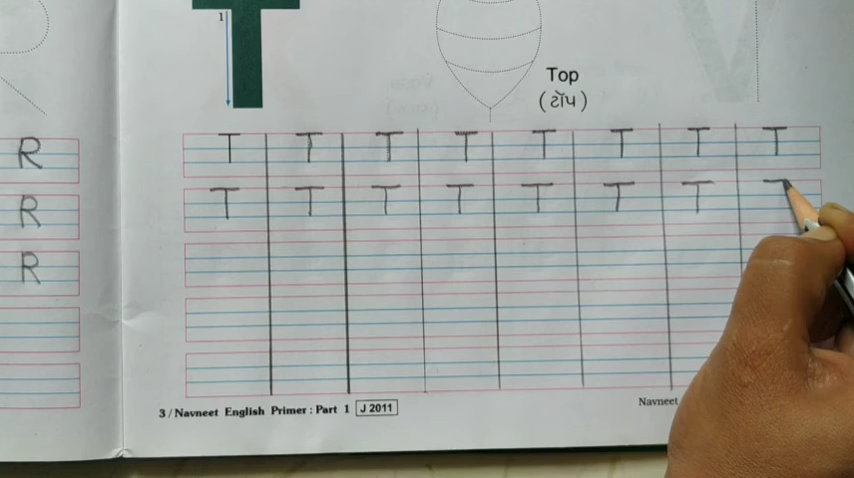 T
1
Top
(ટૉપ)
R
T T T T T T T T
R
T T T T T T T T
R
3 / Navneet English Primer : Part 1 J 2011
Navneet